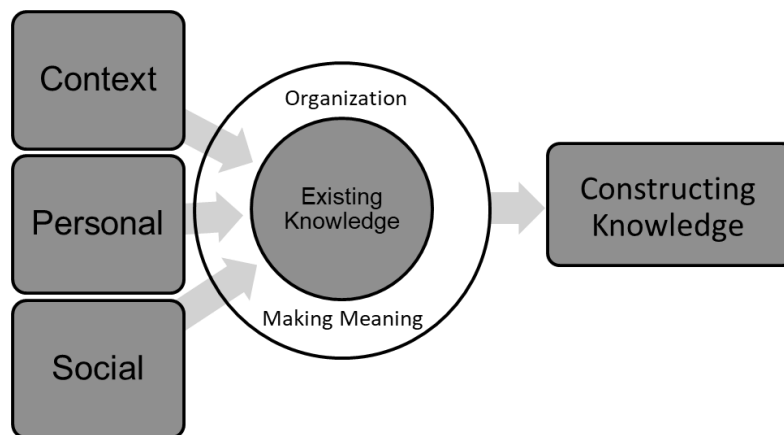 Context
Personal
Social
Organization
Existing
Knowledge
Making Meaning
Constructing
Knowledge